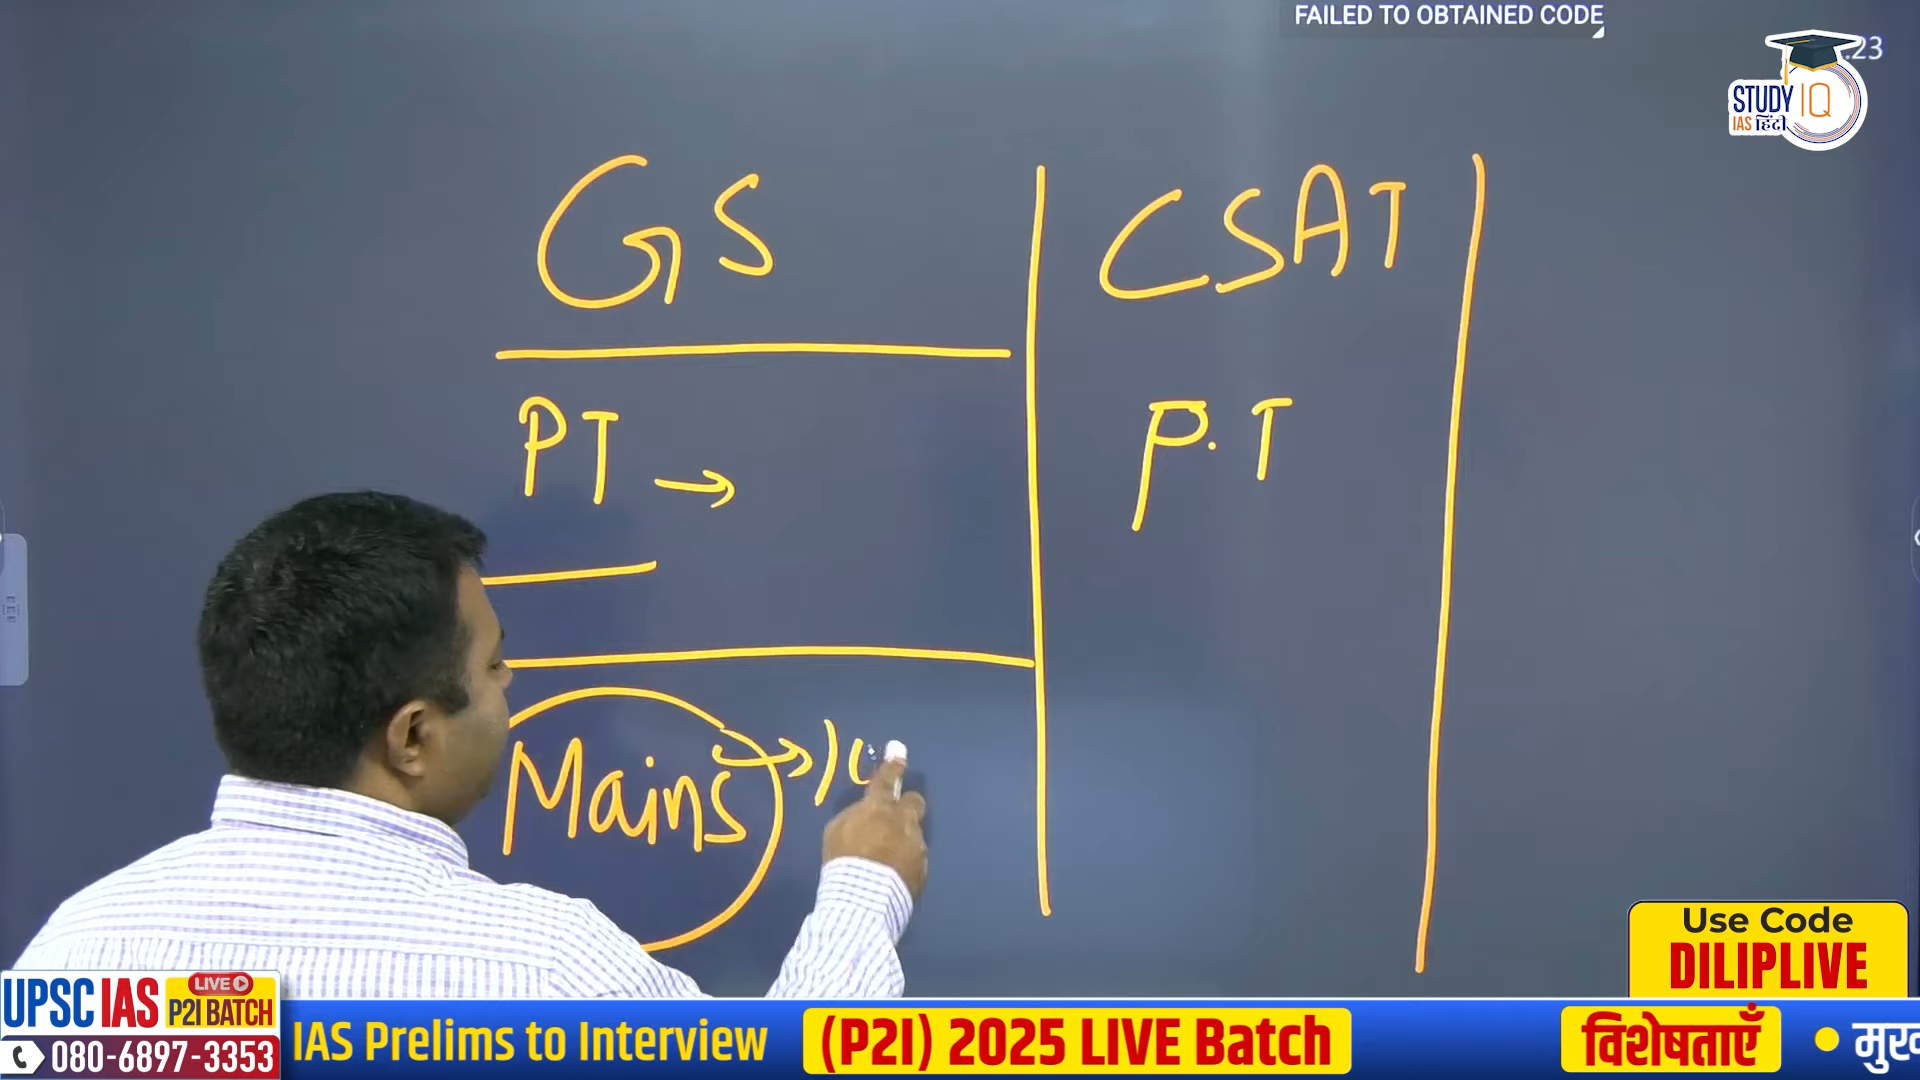 FAILED TO OBTAINED CODE
.23
STUDY IQ
IAS हिंदी
GS
CSAT
PT →
P.T
Mains →
Use Code
DILIPLIVE
UPSC IAS
LIVE
P2I BATCH
080-6897-3353
IAS Prelims to Interview
(P2I) 2025 LIVE Batch
विशेषताएँ
•